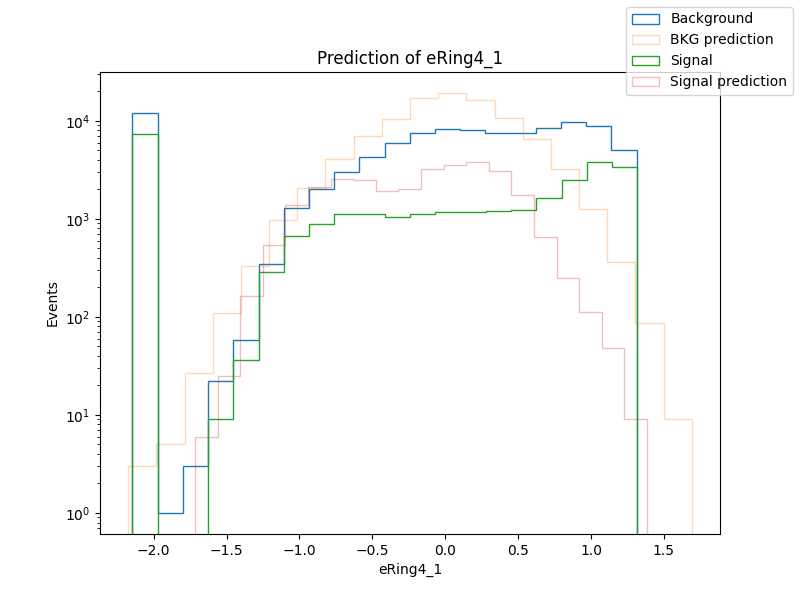 Prediction of eRing4_1
Background
BKG prediction
Signal
Signal prediction
Events
10⁴
10³
10²
10¹
10⁰
−2.0 −1.5 −1.0 −0.5 0.0 0.5 1.0 1.5
eRing4_1